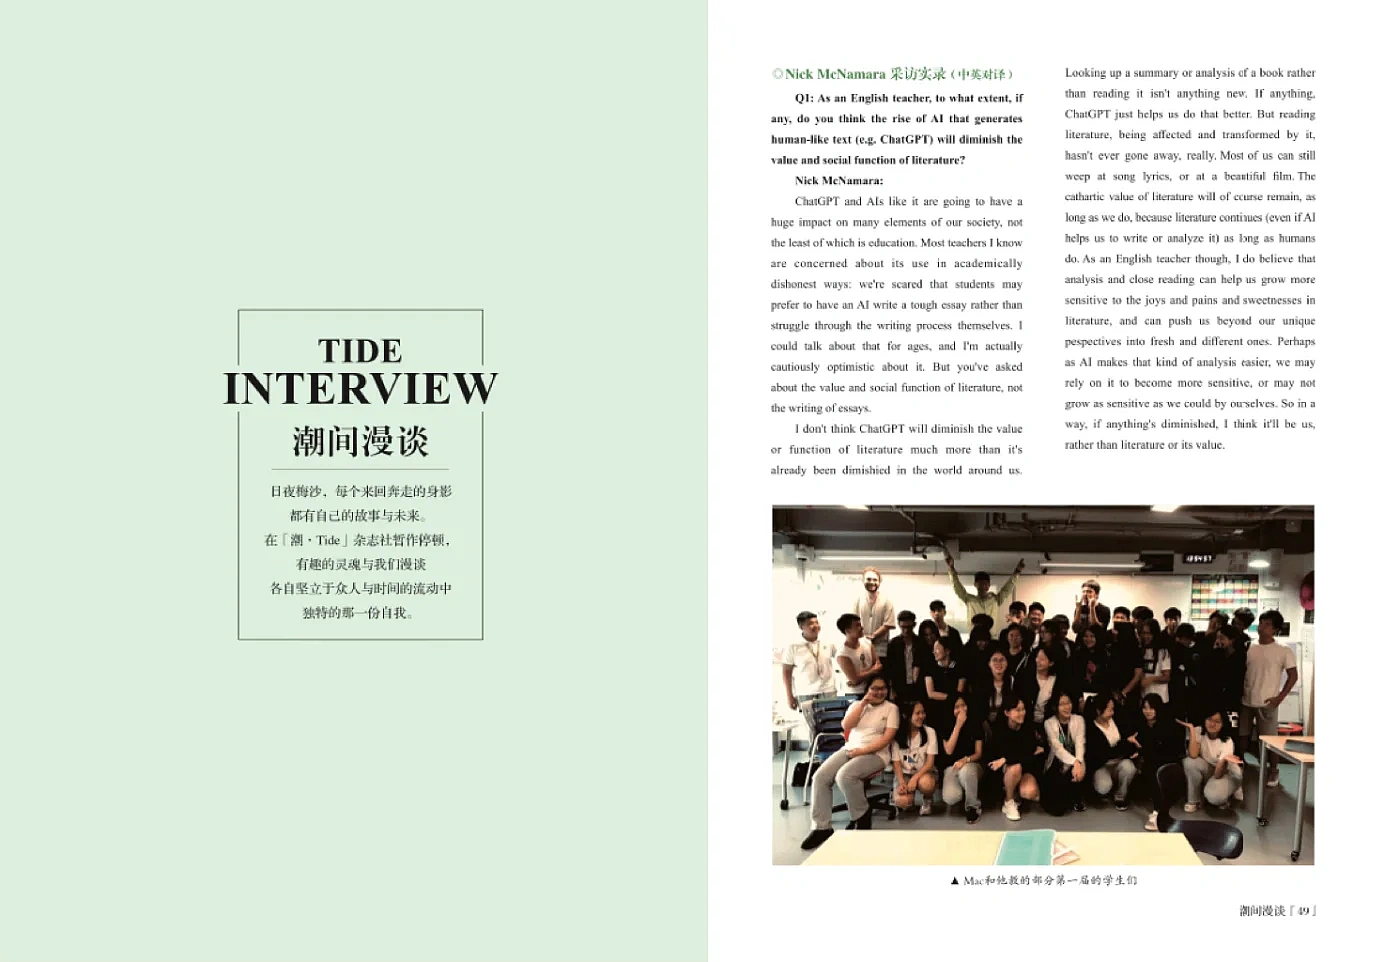 TIDE
INTERVIEW
潮间漫谈
日夜梅沙，每个来回奔走的身影
都有自己的故事与未来。
在「潮·Tide」杂志社暂作停顿，
有趣的灵魂与我们漫谈
各自坚立于众人与时间的流动中
独特的那一份自我。
◎Nick McNamara 采访实录（中英对译）
Q1: As an English teacher, to what extent, if
any, do you think the rise of AI that generates
human-like text (e.g. ChatGPT) will diminish the
value and social function of literature?
Nick McNamara:
ChatGPT and AIs like it are going to have a
huge impact on many elements of our society, not
the least of which is education. Most teachers I know
are concerned about its use in academically
dishonest ways: we're scared that students may
prefer to have an AI write a tough essay rather than
struggle through the writing process themselves. I
could talk about that for ages, and I'm actually
cautiously optimistic about it. But you've asked
about the value and social function of literature, not
the writing of essays.
I don't think ChatGPT will diminish the value
or function of literature much more than it's
already been dimishied in the world around us.
Looking up a summary or analysis of a book rather
than reading it isn't anything new. If anything,
ChatGPT just helps us do that better. But reading
literature, being affected and transformed by it,
hasn't ever gone away, really. Most of us can still
weep at song lyrics, or at a beautiful film. The
cathartic value of literature will of course remain, as
long as we do, because literature continues (even if AI
helps us to write or analyze it) as long as humans
do. As an English teacher though, I do believe that
analysis and close reading can help us grow more
sensitive to the joys and pains and sweetnesses in
literature, and can push us beyond our unique
pespectives into fresh and different ones. Perhaps
as AI makes that kind of analysis easier, we may
rely on it to become more sensitive, or may not
grow as sensitive as we could by ourselves. So in a
way, if anything's diminished, I think it'll be us,
rather than literature or its value.
▲ Mac和他教的部分第一届的学生们
潮间漫谈『49』